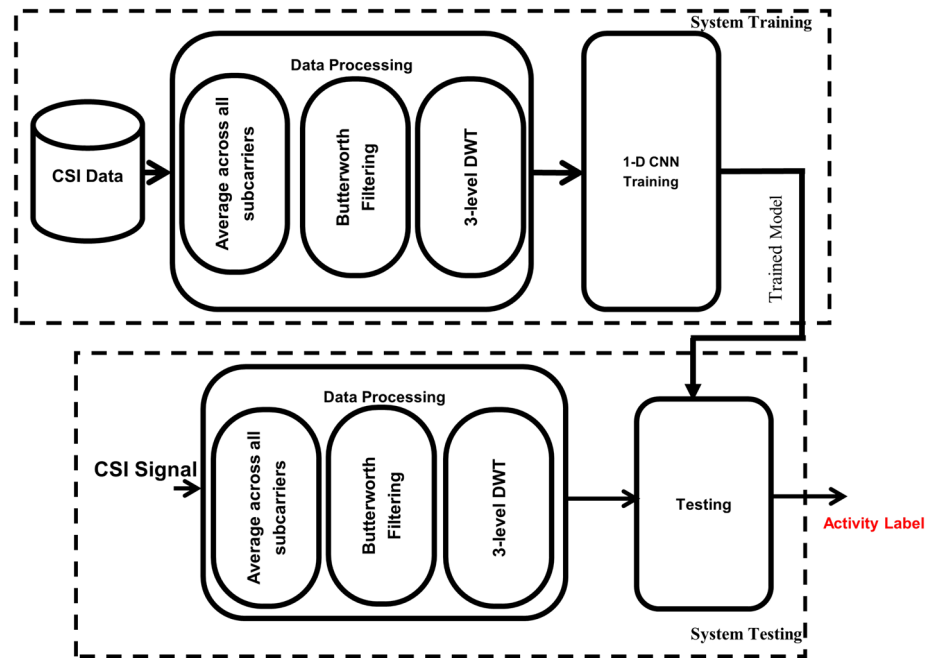 System Training
Data Processing
CSI Data
Average across all
subcarriers
Butterworth
Filtering
3-level DWT
1-D CNN
Training
Trained Model
Data Processing
CSI Signal
Average across all
subcarriers
Butterworth
Filtering
3-level DWT
Testing
Activity Label
System Testing